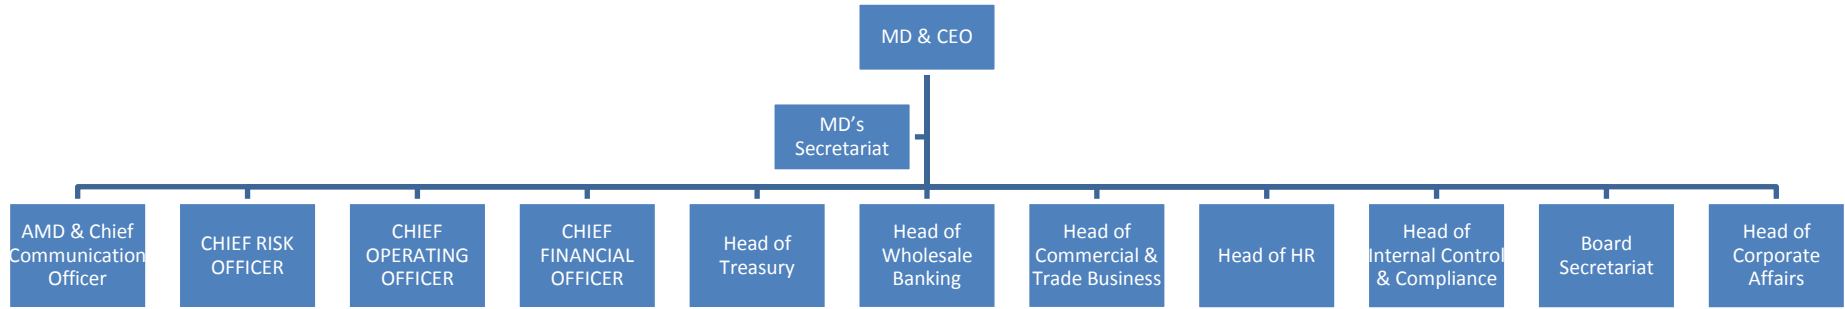 MD & CEO
MD’s
Secretariat
AMD & Chief
Communication
Officer
CHIEF RISK
OFFICER
CHIEF
OPERATING
OFFICER
CHIEF
FINANCIAL
OFFICER
Head of
Treasury
Head of
Wholesale
Banking
Head of
Commercial &
Trade Business
Head of HR
Head of
Internal Control
& Compliance
Board
Secretariat
Head of
Corporate
Affairs